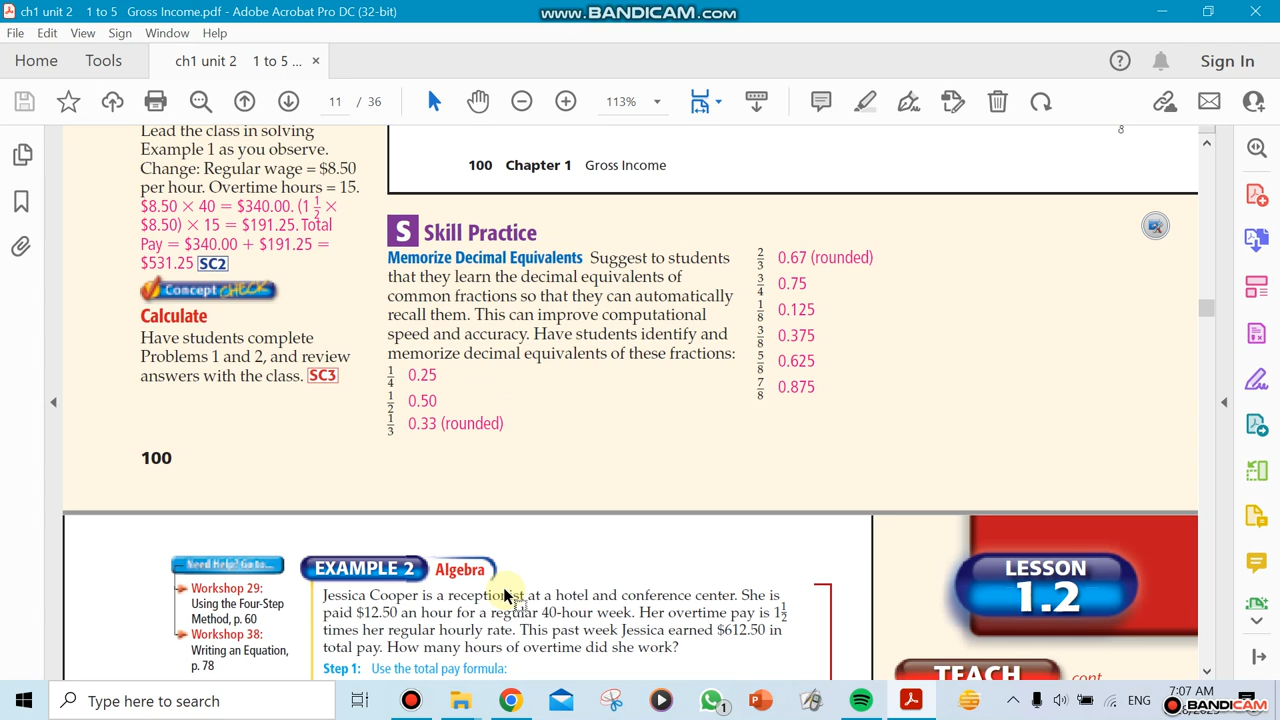 ch1 unit 2 1 to 5 Gross Income.pdf - Adobe Acrobat Pro DC (32-bit)
www.BANDICAM.com
File Edit View Sign Window Help
Home Tools ch1 unit 2 1 to 5 ... × Sign In
11 / 36 113%
Lead the class in solving
Example 1 as you observe.
Change: Regular wage = $8.50
per hour. Overtime hours = 15.
$8.50 × 40 = $340.00. (1 1/2 ×
$8.50) × 15 = $191.25. Total
Pay = $340.00 + $191.25 =
$531.25 SC2
Concept CHECK
Calculate
Have students complete
Problems 1 and 2, and review
answers with the class. SC3
100
8
100 Chapter 1 Gross Income
S Skill Practice
Memorize Decimal Equivalents Suggest to students
that they learn the decimal equivalents of
common fractions so that they can automatically
recall them. This can improve computational
speed and accuracy. Have students identify and
memorize decimal equivalents of these fractions:
1/4 0.25
1/2 0.50
1/3 0.33 (rounded)
2/3 0.67 (rounded)
3/4 0.75
1/8 0.125
3/8 0.375
5/8 0.625
7/8 0.875
Need Help? Go to...
Workshop 29:
Using the Four-Step
Method, p. 60
Workshop 38:
Writing an Equation,
p. 78
EXAMPLE 2 Algebra
Jessica Cooper is a receptionist at a hotel and conference center. She is
paid $12.50 an hour for a regular 40-hour week. Her overtime pay is 1 1/2
times her regular hourly rate. This past week Jessica earned $612.50 in
total pay. How many hours of overtime did she work?
Step 1: Use the total pay formula:
LESSON
1.2
TEACH cont
Type here to search
1
ENG
7:07 AM
BANDICAM